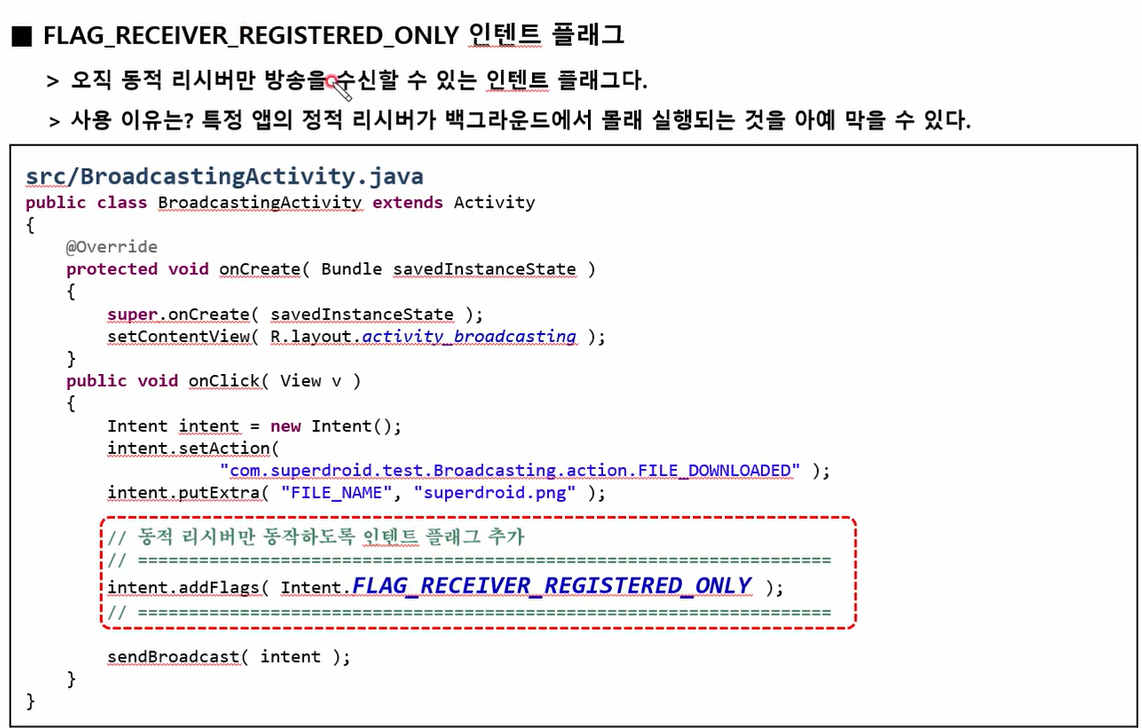 ■ FLAG_RECEIVER_REGISTERED_ONLY 인텐트 플래그
> 오직 동적 리시버만 방송을 수신할 수 있는 인텐트 플래그다.
> 사용 이유는? 특정 앱의 정적 리시버가 백그라운드에서 몰래 실행되는 것을 아예 막을 수 있다.
src/BroadcastingActivity.java
public class BroadcastingActivity extends Activity
{
@Override
protected void onCreate( Bundle savedInstanceState )
{
super.onCreate( savedInstanceState );
setContentView( R.layout.activity_broadcasting );
}
public void onClick( View v )
{
Intent intent = new Intent();
intent.setAction(
"com.superdroid.test.Broadcasting.action.FILE_DOWNLOADED" );
intent.putExtra( "FILE_NAME", "superdroid.png" );
// 동적 리시버만 동작하도록 인텐트 플래그 추가
// ====================================================================
intent.addFlags( Intent.FLAG_RECEIVER_REGISTERED_ONLY );
// ====================================================================
sendBroadcast( intent );
}
}